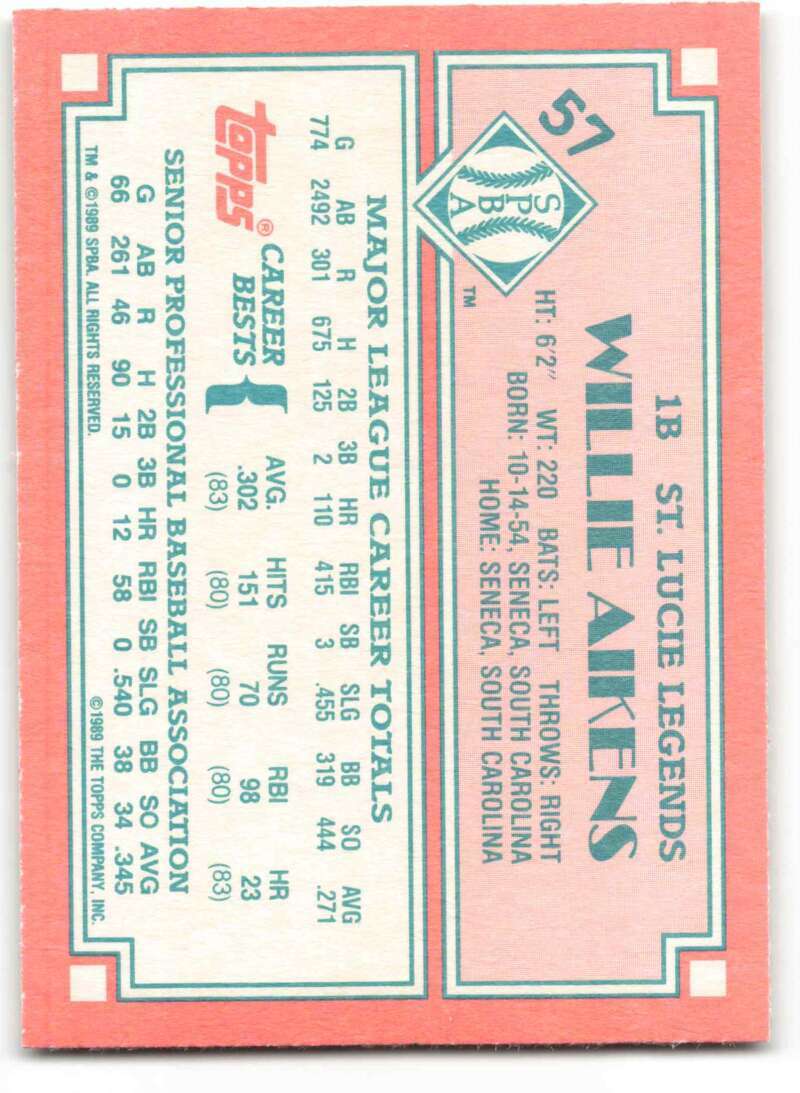 57
SPBA
TM
1B ST. LUCIE LEGENDS
WILLIE AIKENS
HT: 6'2" WT: 220 BATS: LEFT THROWS: RIGHT
BORN: 10-14-54, SENECA, SOUTH CAROLINA
HOME: SENECA, SOUTH CAROLINA
MAJOR LEAGUE CAREER TOTALS
G AB R H 2B 3B HR RBI SB SLG BB SO AVG
774 2492 301 675 125 2 110 415 3 .455 319 444 .271
topps® CAREER BESTS { AVG. HITS RUNS RBI HR
.302 151 70 98 23
(83) (80) (80) (80) (83)
SENIOR PROFESSIONAL BASEBALL ASSOCIATION
G AB R H 2B 3B HR RBI SB SLG BB SO AVG
66 261 46 90 15 0 12 58 0 .540 38 34 .345
TM & ©1989 SPBA. ALL RIGHTS RESERVED. ©1989 THE TOPPS COMPANY, INC.